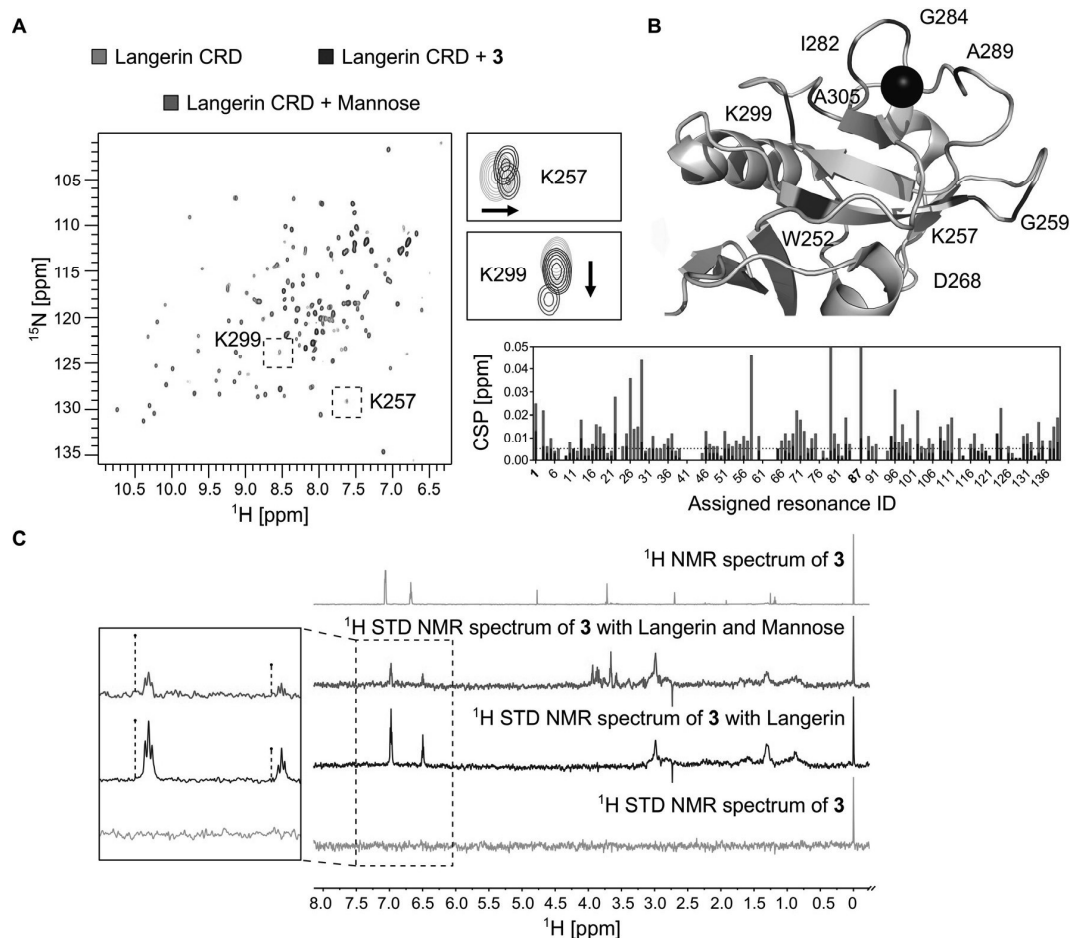 A
Langerin CRD
Langerin CRD + 3
Langerin CRD + Mannose
105
110
115
120
125
130
135
¹⁵N [ppm]
K299
K257
10.5 10.0 9.5 9.0 8.5 8.0 7.5 7.0 6.5
¹H [ppm]
K257
K299
B
G284
I282
A289
A305
K299
G259
W252
K257
D268
0.05
0.04
0.03
0.02
0.01
0.00
CSP [ppm]
1 6 11 16 21 26 31 36 41 46 51 56 61 66 71 76 81 87 91 96 101 106 111 116 121 126 131 136
Assigned resonance ID
C
¹H NMR spectrum of 3
¹H STD NMR spectrum of 3 with Langerin and Mannose
¹H STD NMR spectrum of 3 with Langerin
¹H STD NMR spectrum of 3
8.0 7.5 7.0 6.5 6.0 5.5 5.0 4.5 4.0 3.5 3.0 2.5 2.0 1.5 1.0 0.5 0
¹H [ppm]